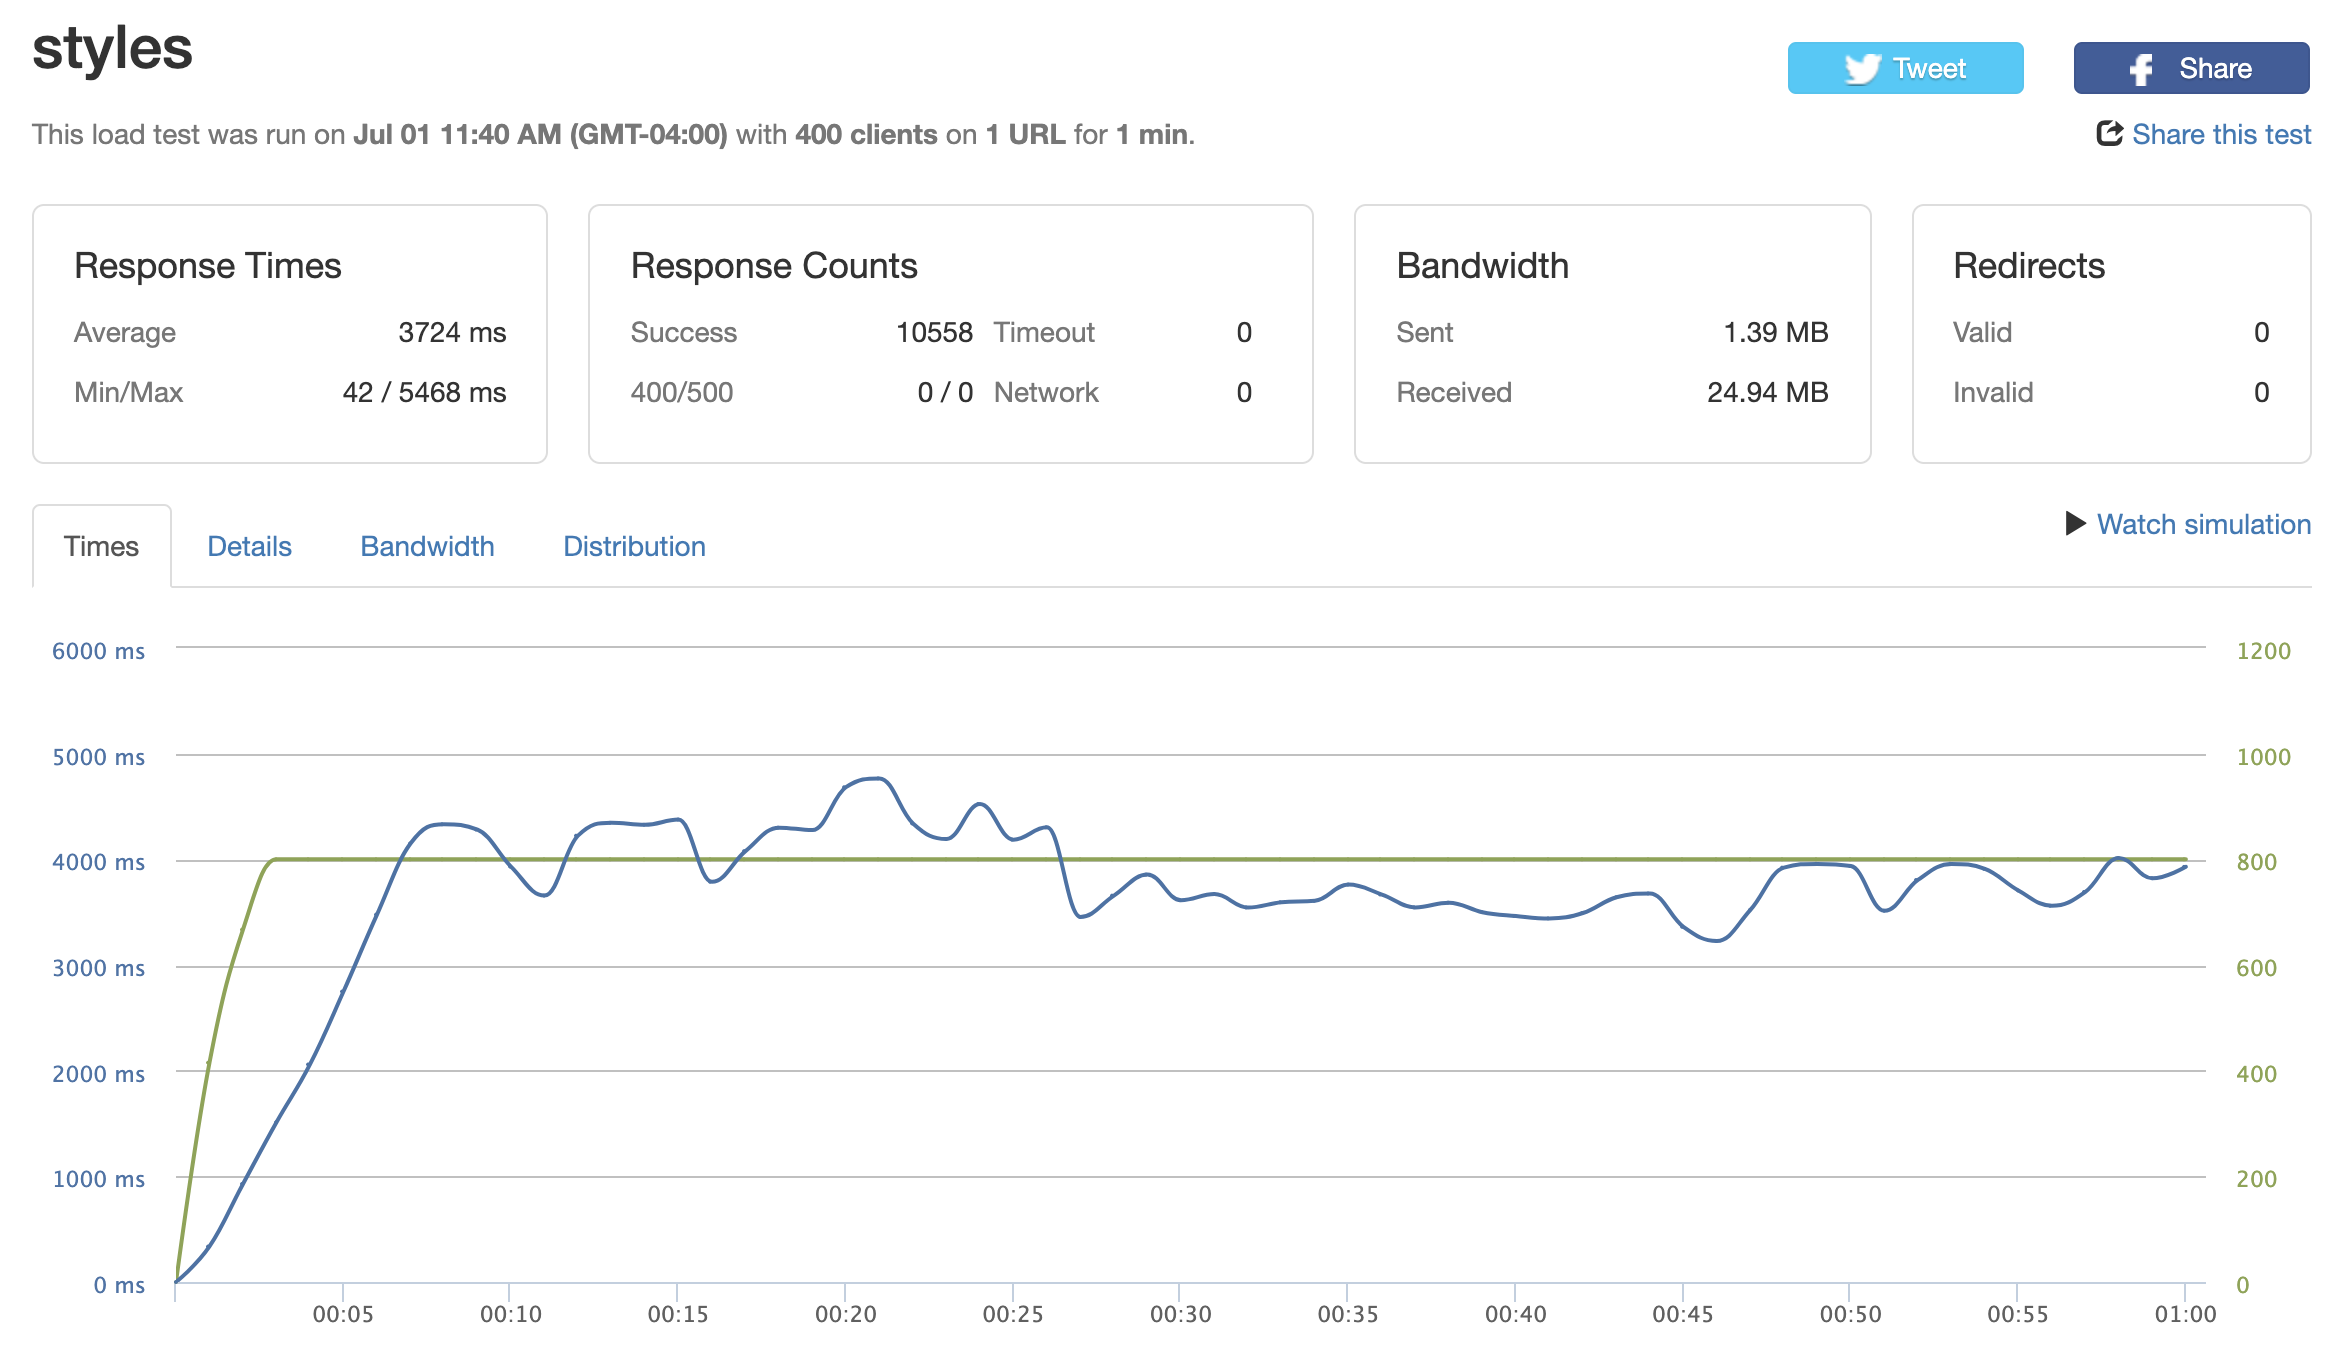 styles
Tweet
Share
This load test was run on Jul 01 11:40 AM (GMT-04:00) with 400 clients on 1 URL for 1 min.
Share this test
Response Times
Average 3724 ms
Min/Max 42 / 5468 ms
Response Counts
Success 10558 Timeout 0
400/500 0 / 0 Network 0
Bandwidth
Sent 1.39 MB
Received 24.94 MB
Redirects
Valid 0
Invalid 0
Times Details Bandwidth Distribution
Watch simulation
6000 ms 1200
5000 ms 1000
4000 ms 800
3000 ms 600
2000 ms 400
1000 ms 200
0 ms 0
00:05 00:10 00:15 00:20 00:25 00:30 00:35 00:40 00:45 00:50 00:55 01:00